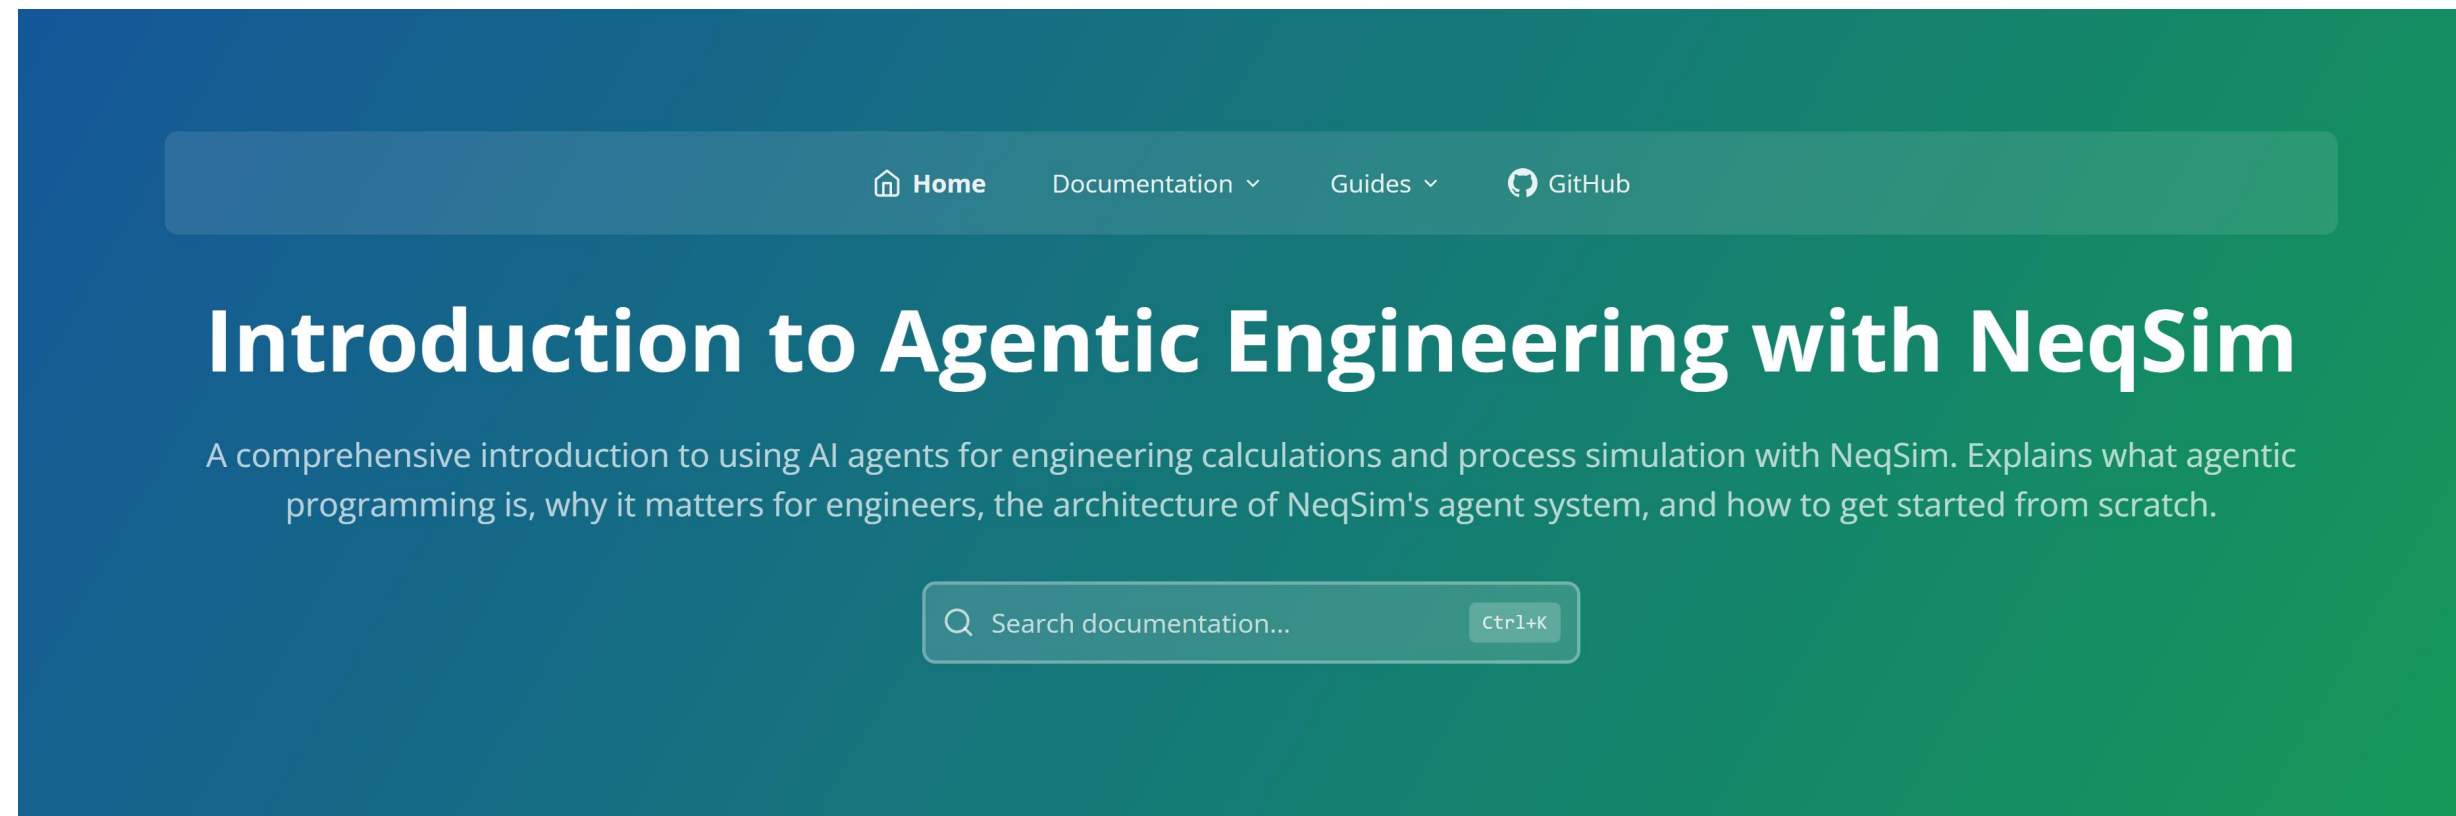 Home Documentation Guides GitHub
Introduction to Agentic Engineering with NeqSim
A comprehensive introduction to using AI agents for engineering calculations and process simulation with NeqSim. Explains what agentic
programming is, why it matters for engineers, the architecture of NeqSim's agent system, and how to get started from scratch.
Search documentation... Ctrl+K